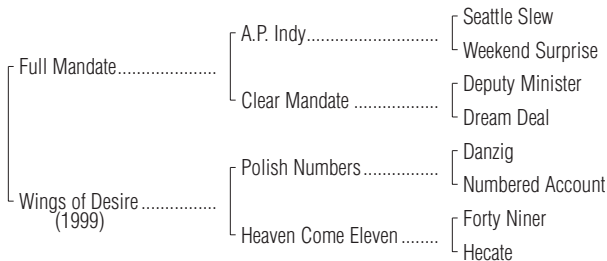 Seattle Slew
A.P. Indy........................
Weekend Surprise
Full Mandate..................
Deputy Minister
Clear Mandate ...............
Dream Deal
Danzig
Polish Numbers..............
Numbered Account
Wings of Desire..............
(1999)
Forty Niner
Heaven Come Eleven .......
Hecate